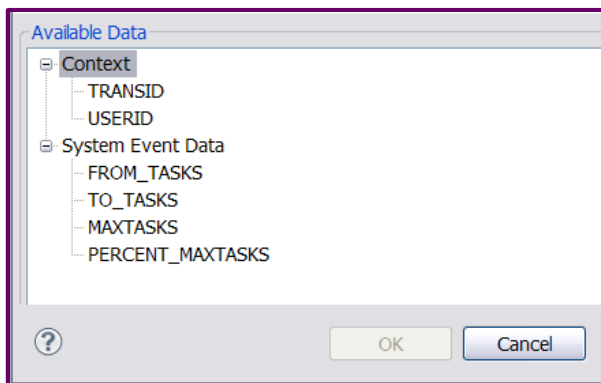 Available Data
Context
TRANSID
USERID
System Event Data
FROM_TASKS
TO_TASKS
MAXTASKS
PERCENT_MAXTASKS
? OK Cancel